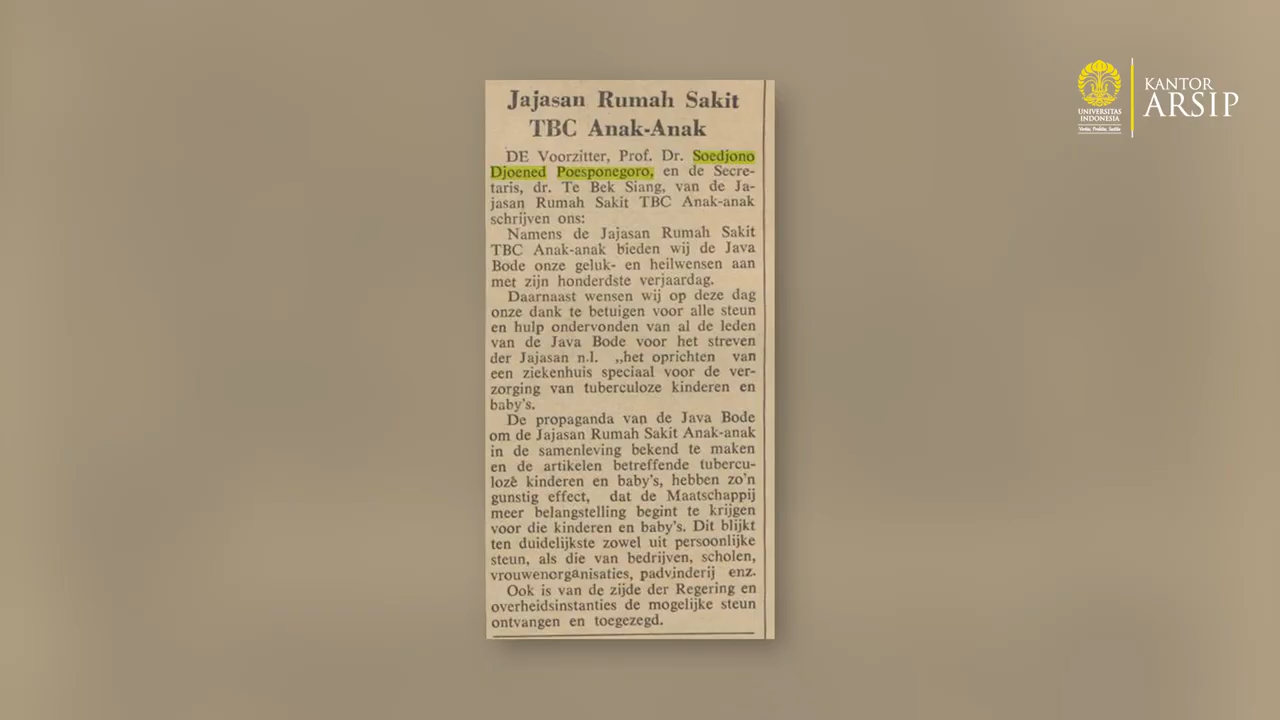 Jajasan Rumah Sakit
TBC Anak-Anak
DE Voorzitter, Prof. Dr. Soedjono
Djoened Poesponegoro, en de Secre-
taris, dr. Te Bek Siang, van de Ja-
jasan Rumah Sakit TBC Anak-anak
schrijven ons:
Namens de Jajasan Rumah Sakit
TBC Anak-anak bieden wij de Java
Bode onze geluk- en heilwensen aan
met zijn honderdste verjaardag.
Daarnaast wensen wij op deze dag
onze dank te betuigen voor alle steun
en hulp ondervonden van al de leden
van de Java Bode voor het streven
der Jajasan n.l. „het oprichten van
een ziekenhuis speciaal voor de ver-
zorging van tuberculoze kinderen en
baby's.
De propaganda van de Java Bode
om de Jajasan Rumah Sakit Anak-anak
in de samenleving bekend te maken
en de artikelen betreffende tubercu-
lozë kinderen en baby's, hebben zo'n
gunstig effect, dat de Maatschappij
meer belangstelling begint te krijgen
voor die kinderen en baby's. Dit blijkt
ten duidelijkste zowel uit persoonlijke
steun, als die van bedrijven, scholen,
vrouwenorganisaties, padvinderij enz.
Ook is van de zijde der Regering en
overheidsinstanties de mogelijke steun
ontvangen en toegezegd.
UNIVERSITAS
INDONESIA
Veritas, Probitas, Iustitia
KANTOR
ARSIP